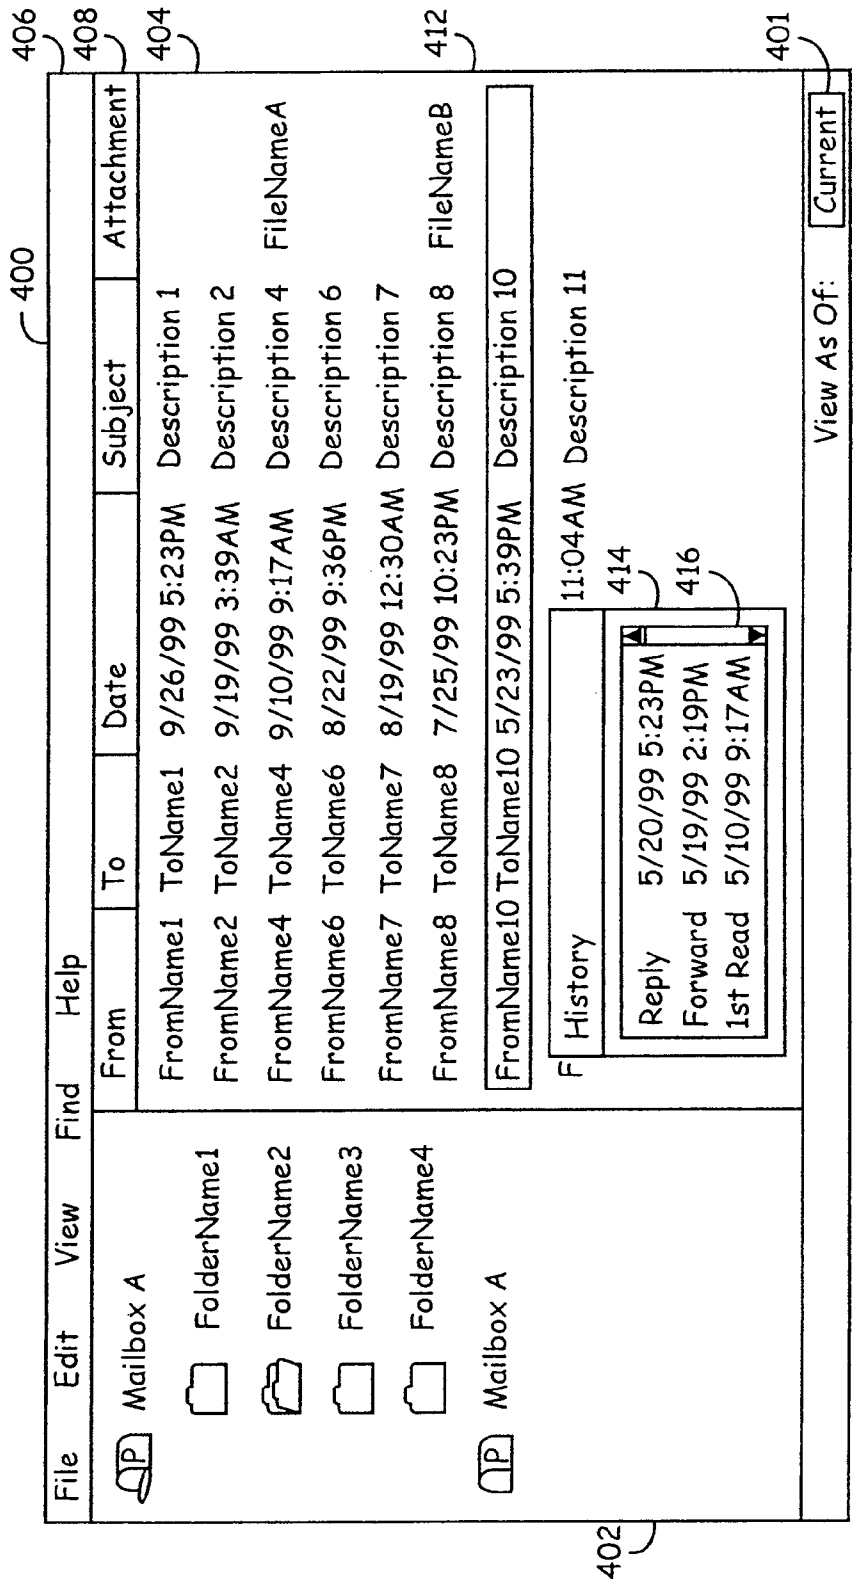 400
406
File Edit View Find Help
408
From To Date Subject Attachment
404
Mailbox A
FolderName1
FolderName2
FolderName3
FolderName4
Mailbox A
402
FromName1 ToName1 9/26/99 5:23PM Description 1
FromName2 ToName2 9/19/99 3:39AM Description 2
FromName4 ToName4 9/10/99 9:17AM Description 4 FileNameA
FromName6 ToName6 8/22/99 9:36PM Description 6
FromName7 ToName7 8/19/99 12:30AM Description 7
FromName8 ToName8 7/25/99 10:23PM Description 8 FileNameB
412
FromName10 ToName10 5/23/99 5:39PM Description 10
F 11:04AM Description 11
History
414
416
Reply 5/20/99 5:23PM
Forward 5/19/99 2:19PM
1st Read 5/10/99 9:17AM
View As Of: Current
401